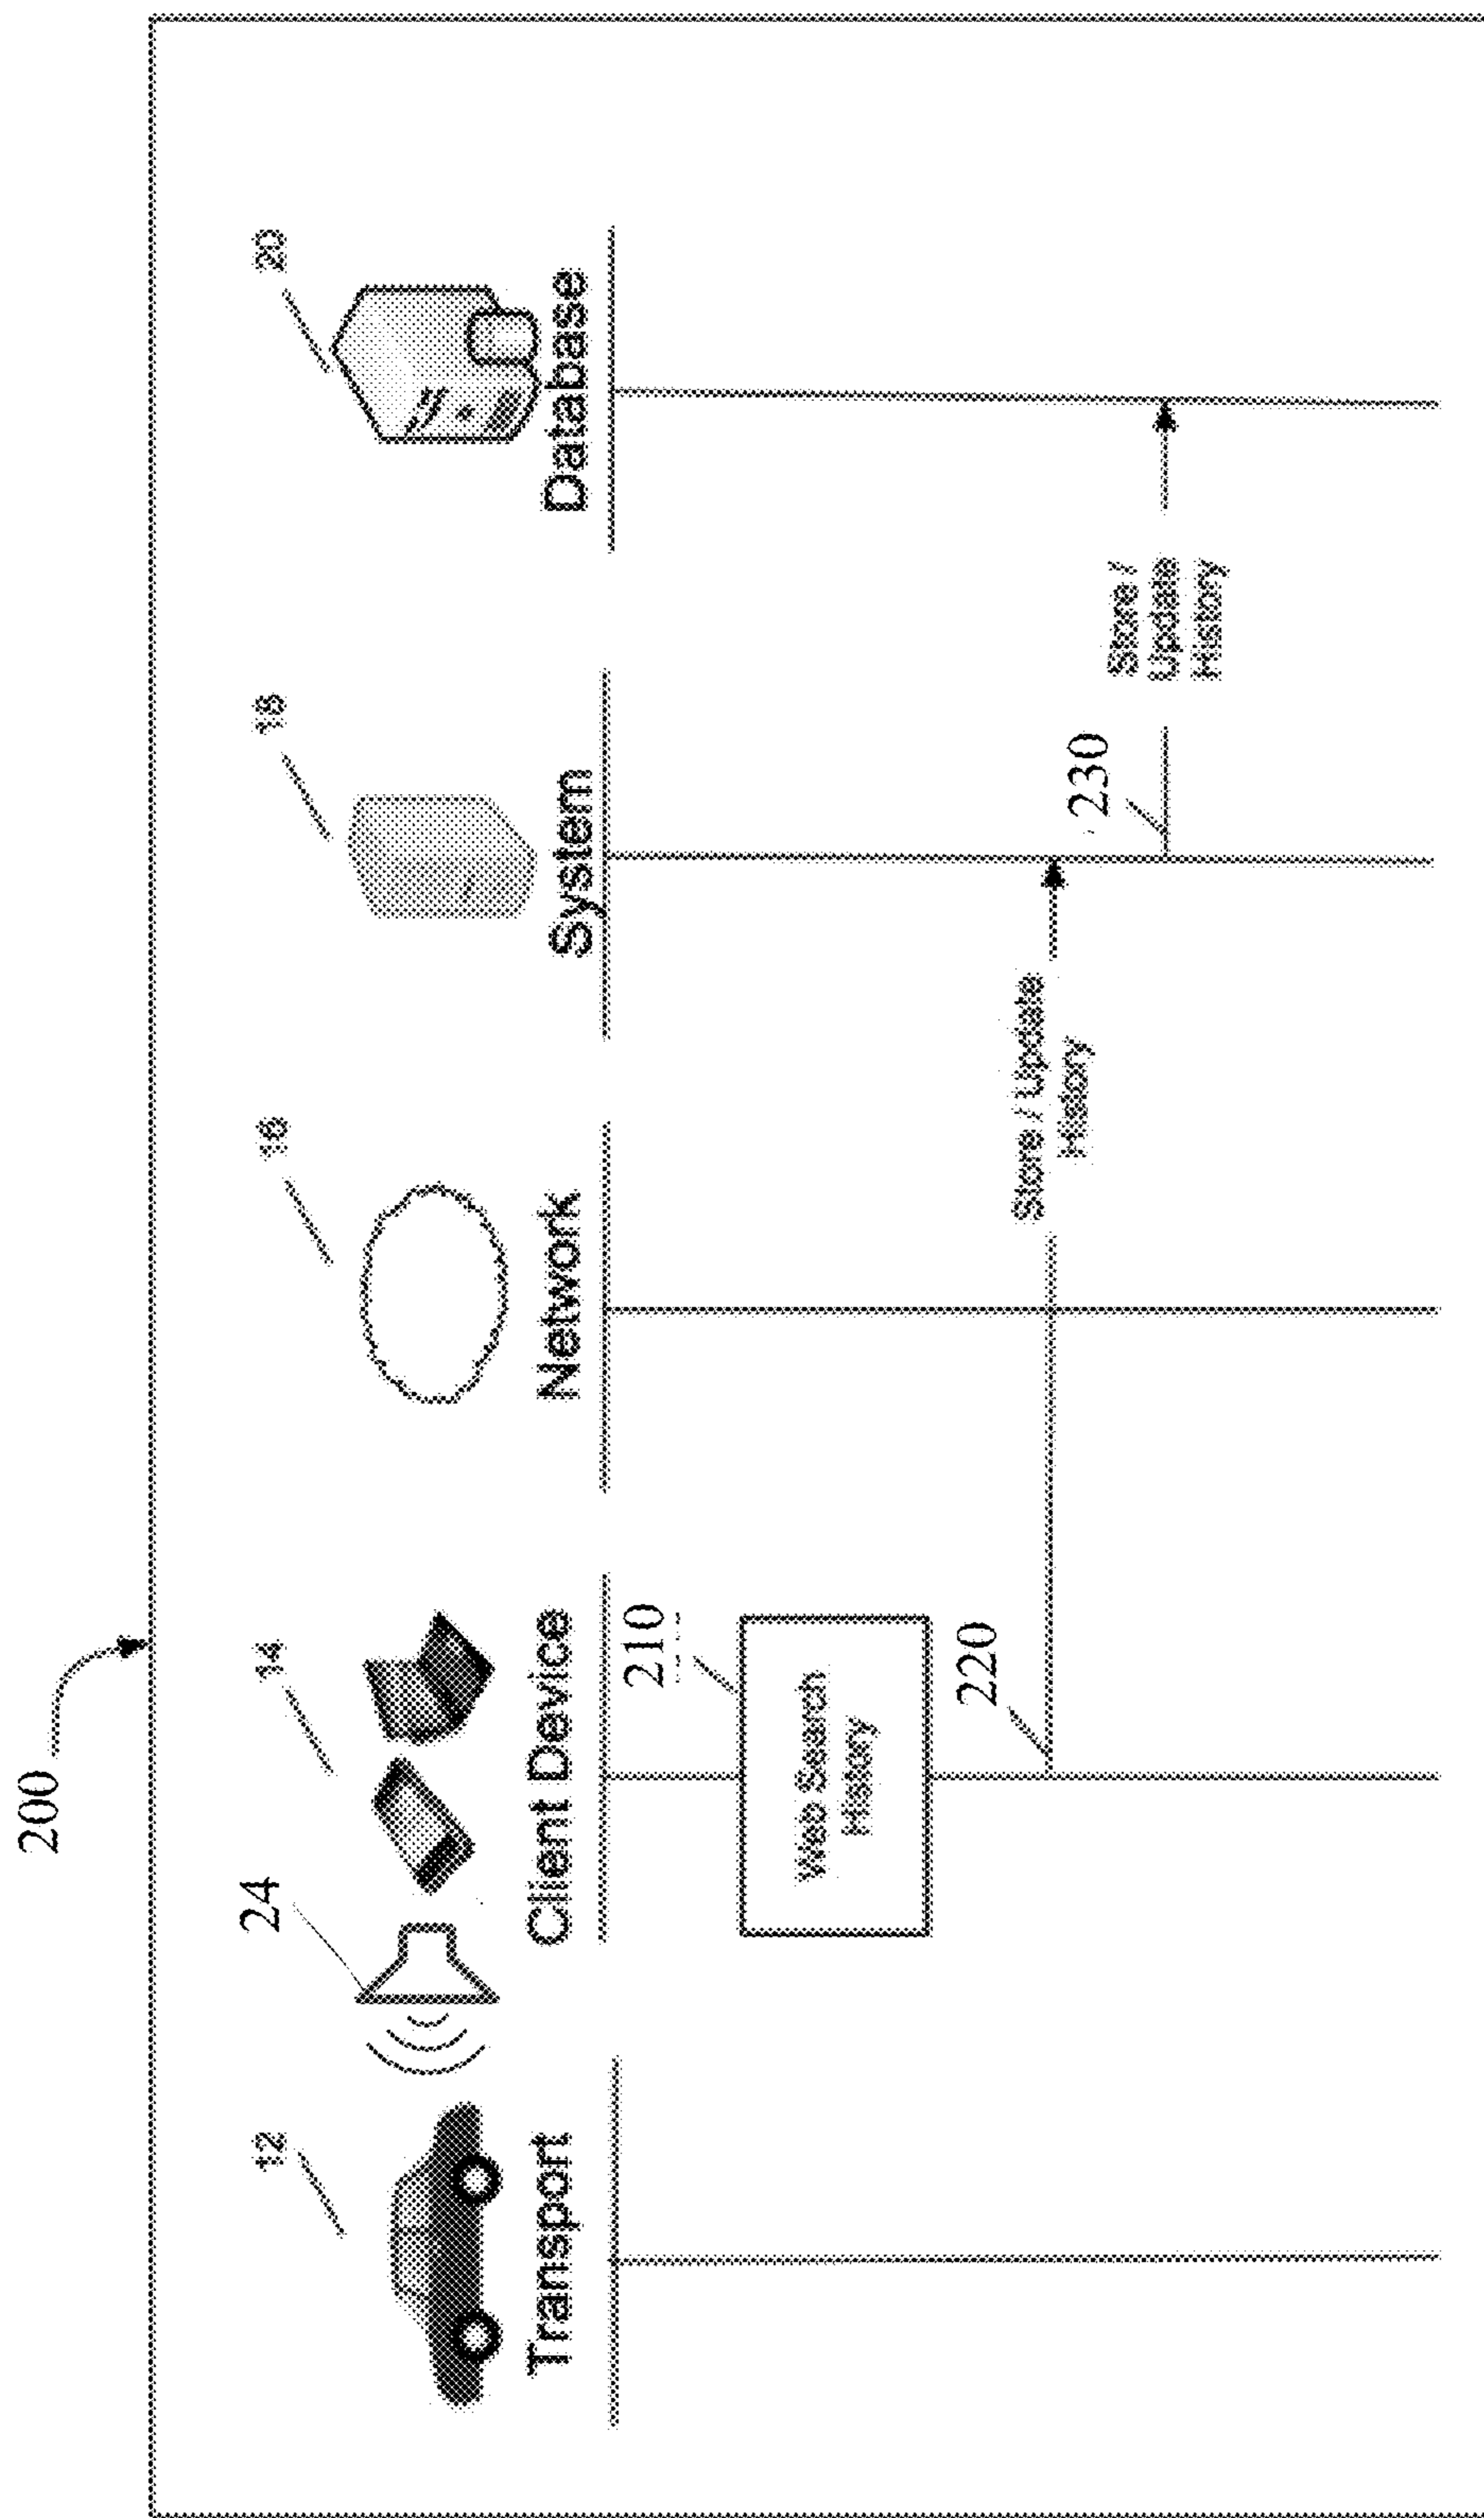 200
12
24
14
16
18
20
Transport
Client Device
Network
System
Database
210
Web Search
History
220
Store / Update
History
230
Store /
Update
History